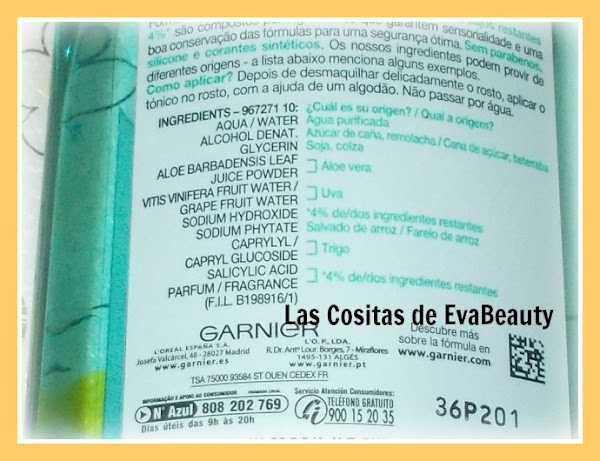 4%* são compostos por ingredientes que garantem sensorialidade e uma
boa conservação das fórmulas para uma segurança ótima. Sem parabenos,
silicone e corantes sintéticos. Os nossos ingredientes podem provir de
diferentes origens - a lista abaixo menciona alguns exemplos.
Como aplicar? Depois de desmaquilhar delicadamente o rosto, aplicar o
tónico no rosto, com a ajuda de um algodão. Não passar por água.
INGREDIENTS - 967271 10: ¿Cuál es su origen? / Qual a origem?
AQUA / WATER Agua purificada
ALCOHOL DENAT. Azúcar de caña, remolacha / Cana de açúcar, beterraba
GLYCERIN Soja, colza
ALOE BARBADENSIS LEAF
JUICE POWDER Aloe vera
VITIS VINIFERA FRUIT WATER /
GRAPE FRUIT WATER Uva
SODIUM HYDROXIDE *4% de/dos ingredientes restantes
SODIUM PHYTATE Salvado de arroz / Farelo de arroz
CAPRYLYL /
CAPRYL GLUCOSIDE Trigo
SALICYLIC ACID
PARFUM / FRAGRANCE *4% de/dos ingredientes restantes
(F.I.L. B198916/1)
Las Cositas de EvaBeauty
GARNIER
L'OREAL ESPAÑA S.A.
Josefa Valcárcel, 48 - 28027 Madrid
www.garnier.es
L'O.P., LDA.
R. Dr. Antº Lour. Borges, 7 - Miraflores
1495-131 ALGÉS
www.garnier.pt
Descubre más
sobre la fórmula en
www.garnier.com
TSA 75000 93584 ST OUEN CEDEX FR
INFORMAÇÃO E APOIO AO CONSUMIDOR CHAMADA LOCAL
Nº Azul 808 202 769
Dias úteis das 9h às 20h
Servicio Atención Consumidores:
TELÉFONO GRATUITO
900 15 20 35
36P201